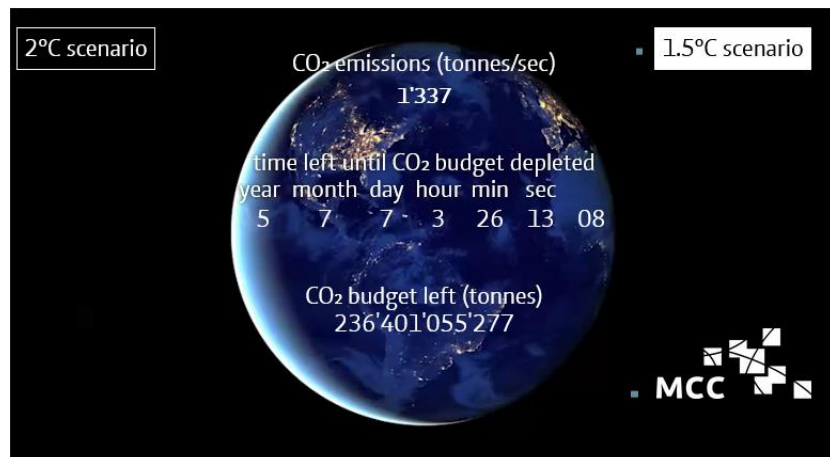 2°C scenario
1.5°C scenario
CO₂ emissions (tonnes/sec)
1'337
time left until CO₂ budget depleted
year month day hour min sec
5 7 7 3 26 13 08
CO₂ budget left (tonnes)
236'401'055'277
MCC